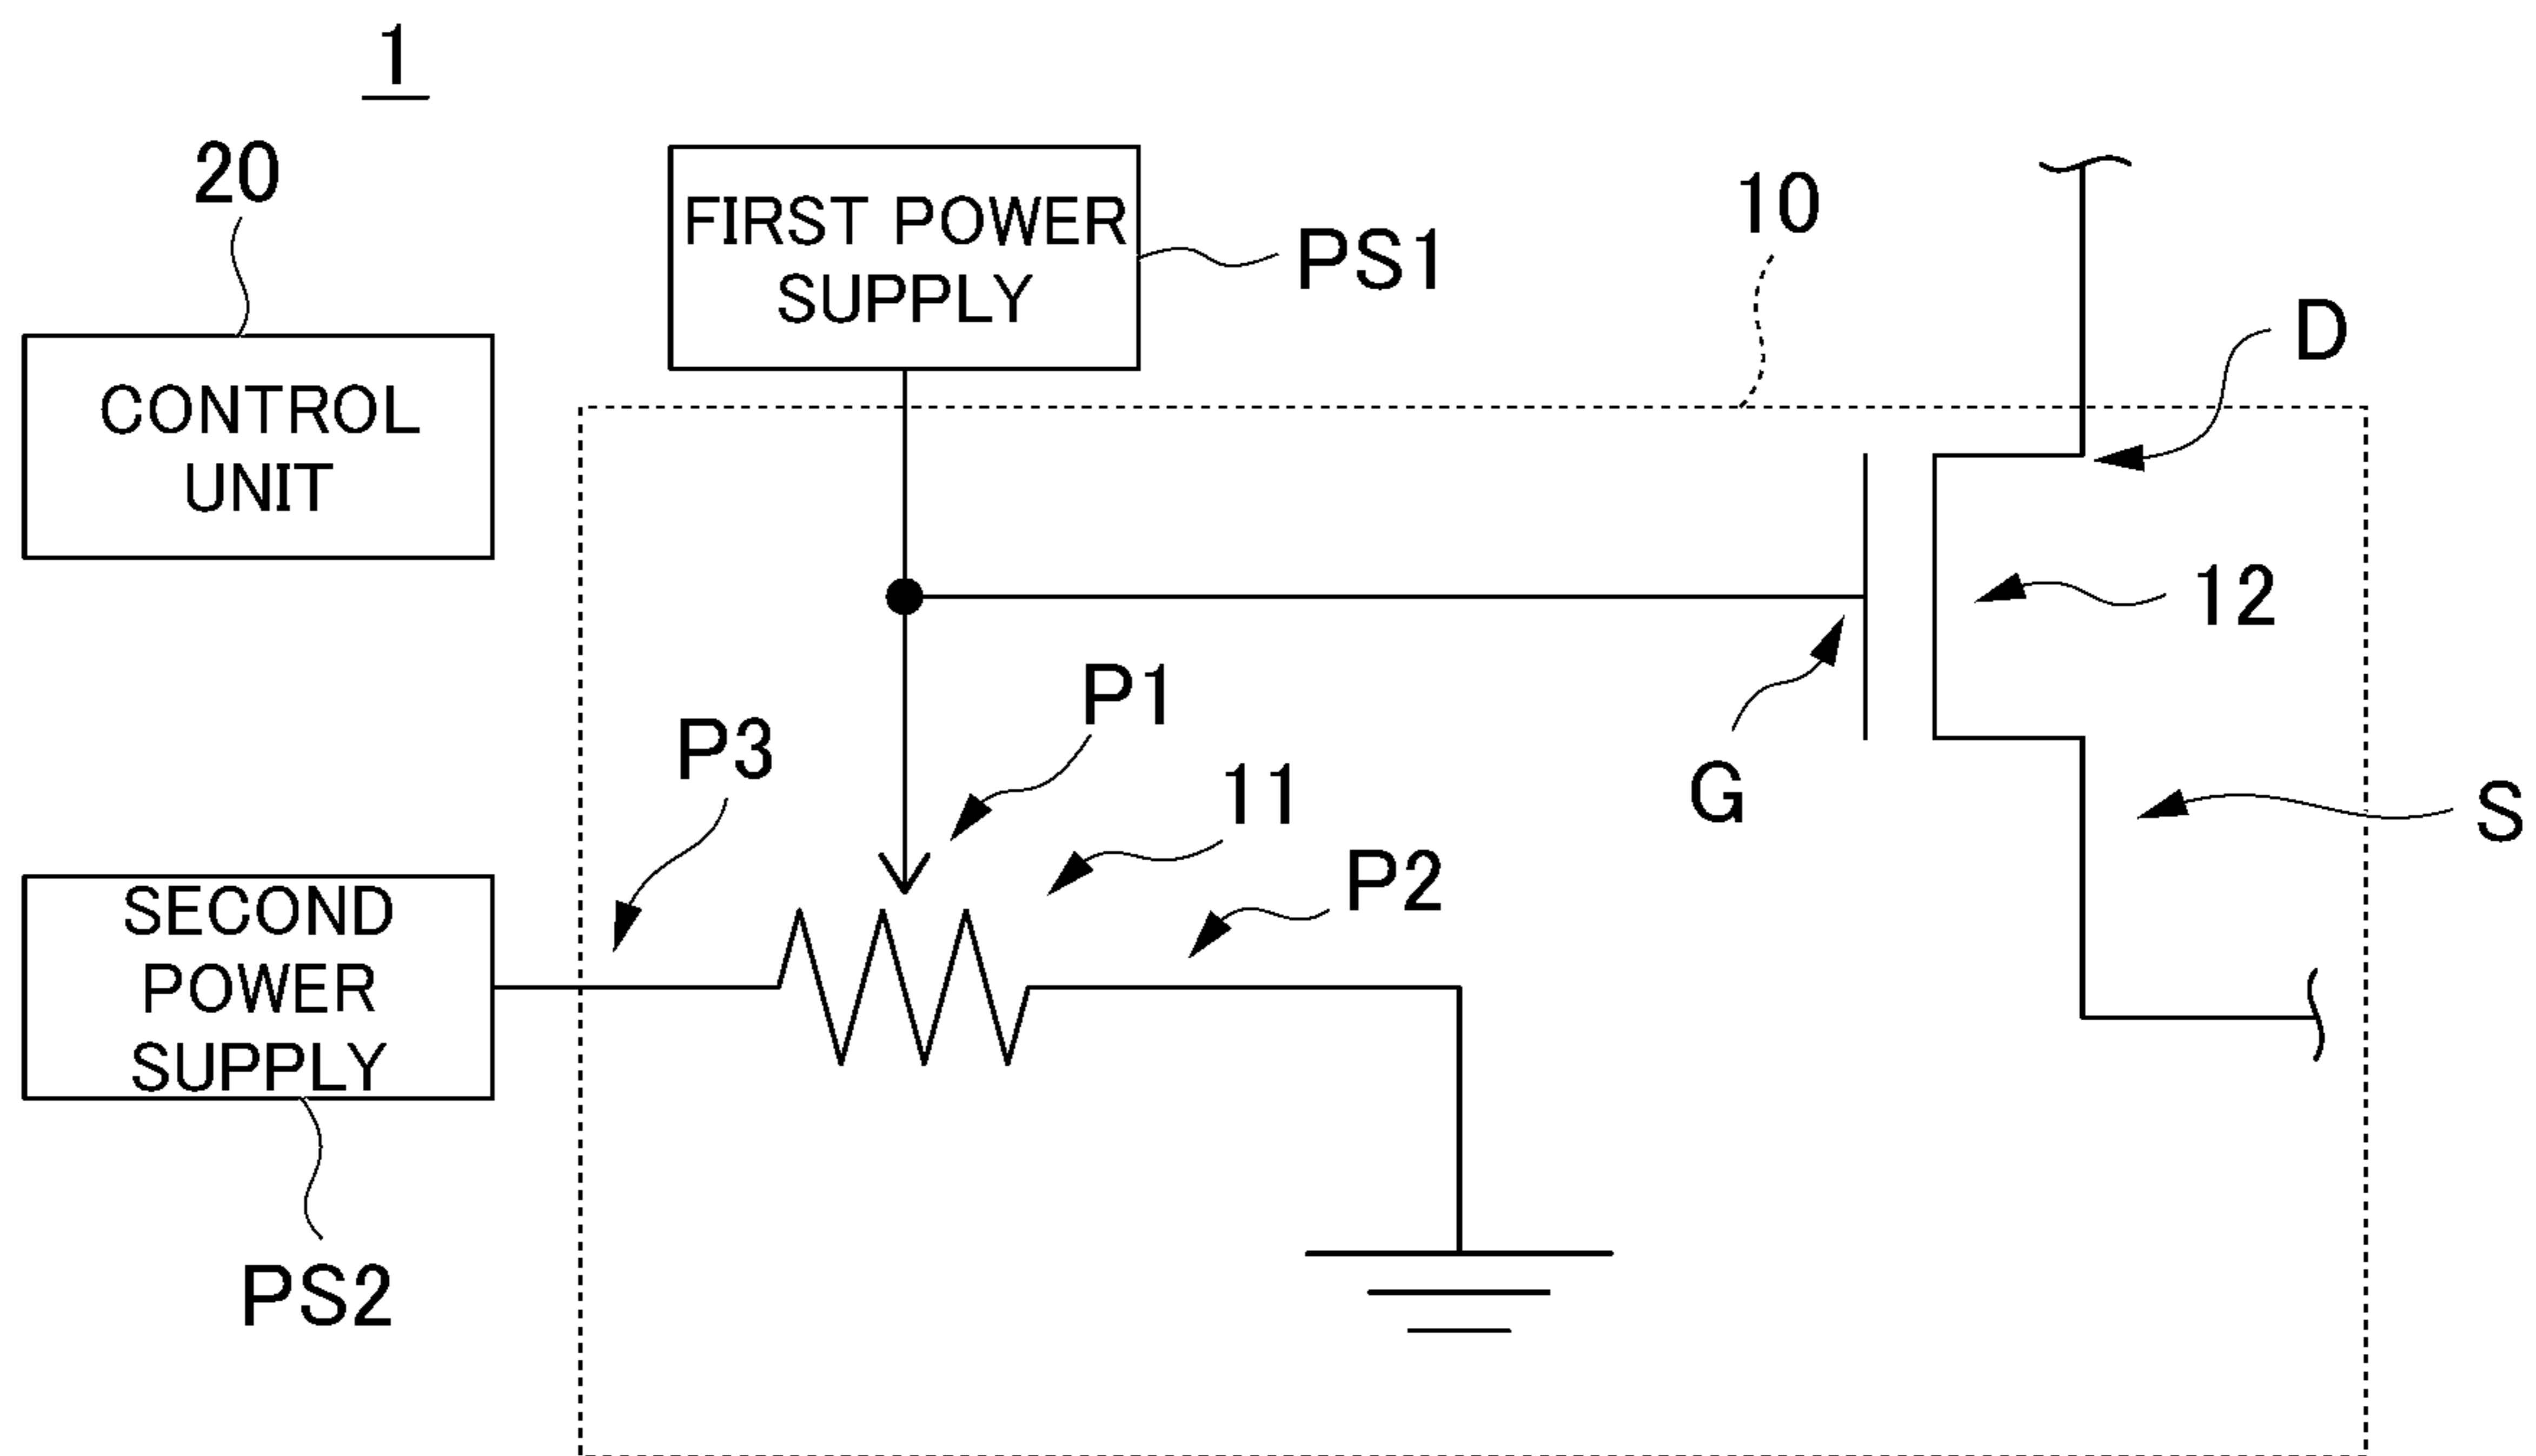 1
20
CONTROL
UNIT
FIRST POWER
SUPPLY
PS1
10
D
12
G
S
P1
P3
11
P2
SECOND
POWER
SUPPLY
PS2